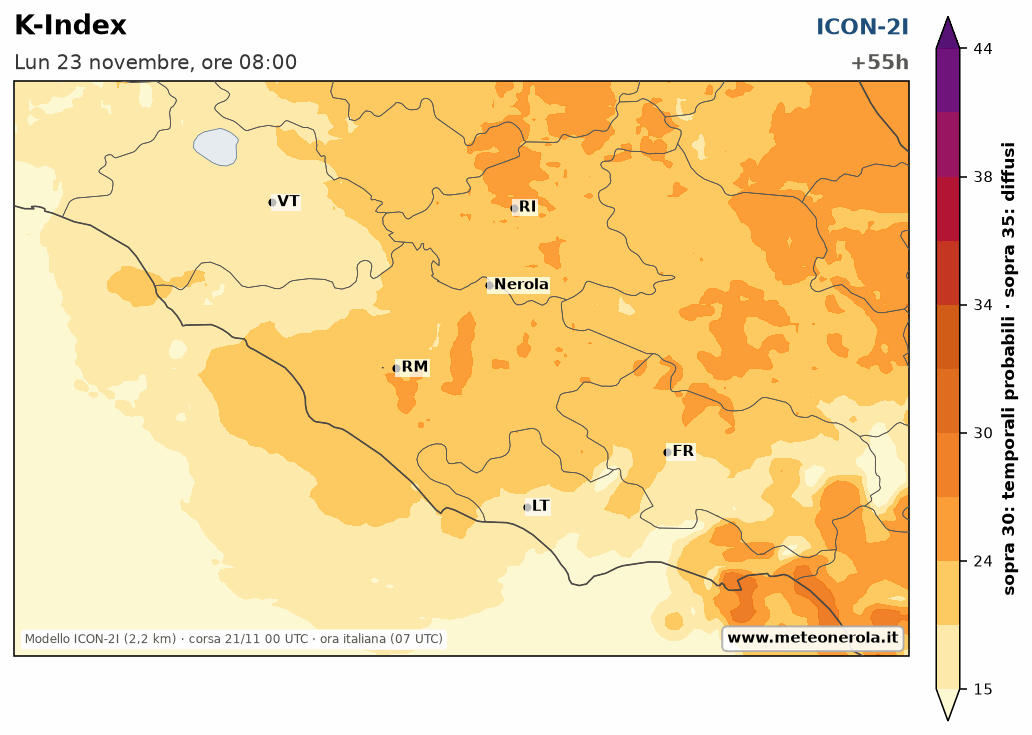 K-Index
ICON-2I
Lun 23 novembre, ore 08:00
+55h
VT
RI
Nerola
RM
FR
LT
Modello ICON-2I (2,2 km) · corsa 21/11 00 UTC · ora italiana (07 UTC)
www.meteonerola.it
44
38
34
30
24
15
sopra 30: temporali probabili · sopra 35: diffusi